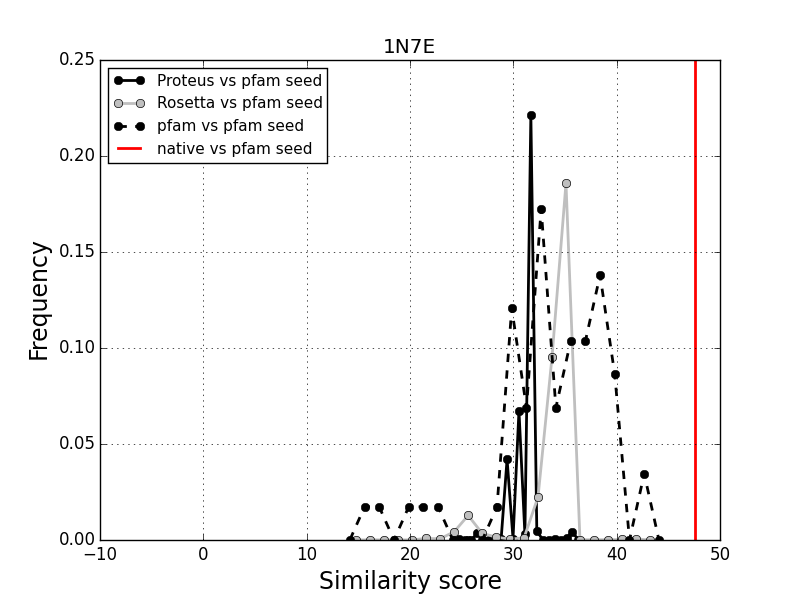 1N7E
0.25
0.20
0.15
0.10
0.05
0.00
Frequency
Proteus vs pfam seed
Rosetta vs pfam seed
pfam vs pfam seed
native vs pfam seed
−10 0 10 20 30 40 50
Similarity score